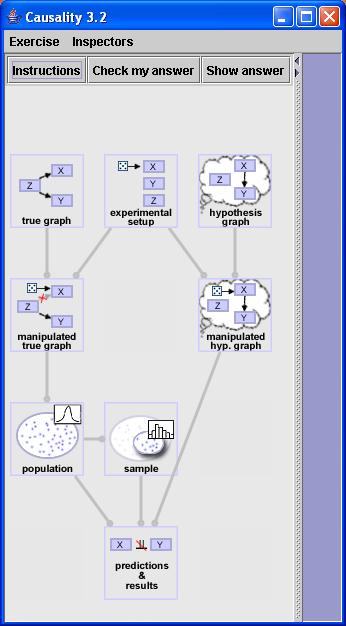 Causality 3.2
Exercise Inspectors
Instructions Check my answer Show answer
X
Z
Y
true graph
X
Y
Z
experimental
setup
X
Z
Y
hypothesis
graph
X
Z
Y
manipulated
true graph
X
Z
Y
manipulated
hyp. graph
population
sample
X Y
predictions
&
results